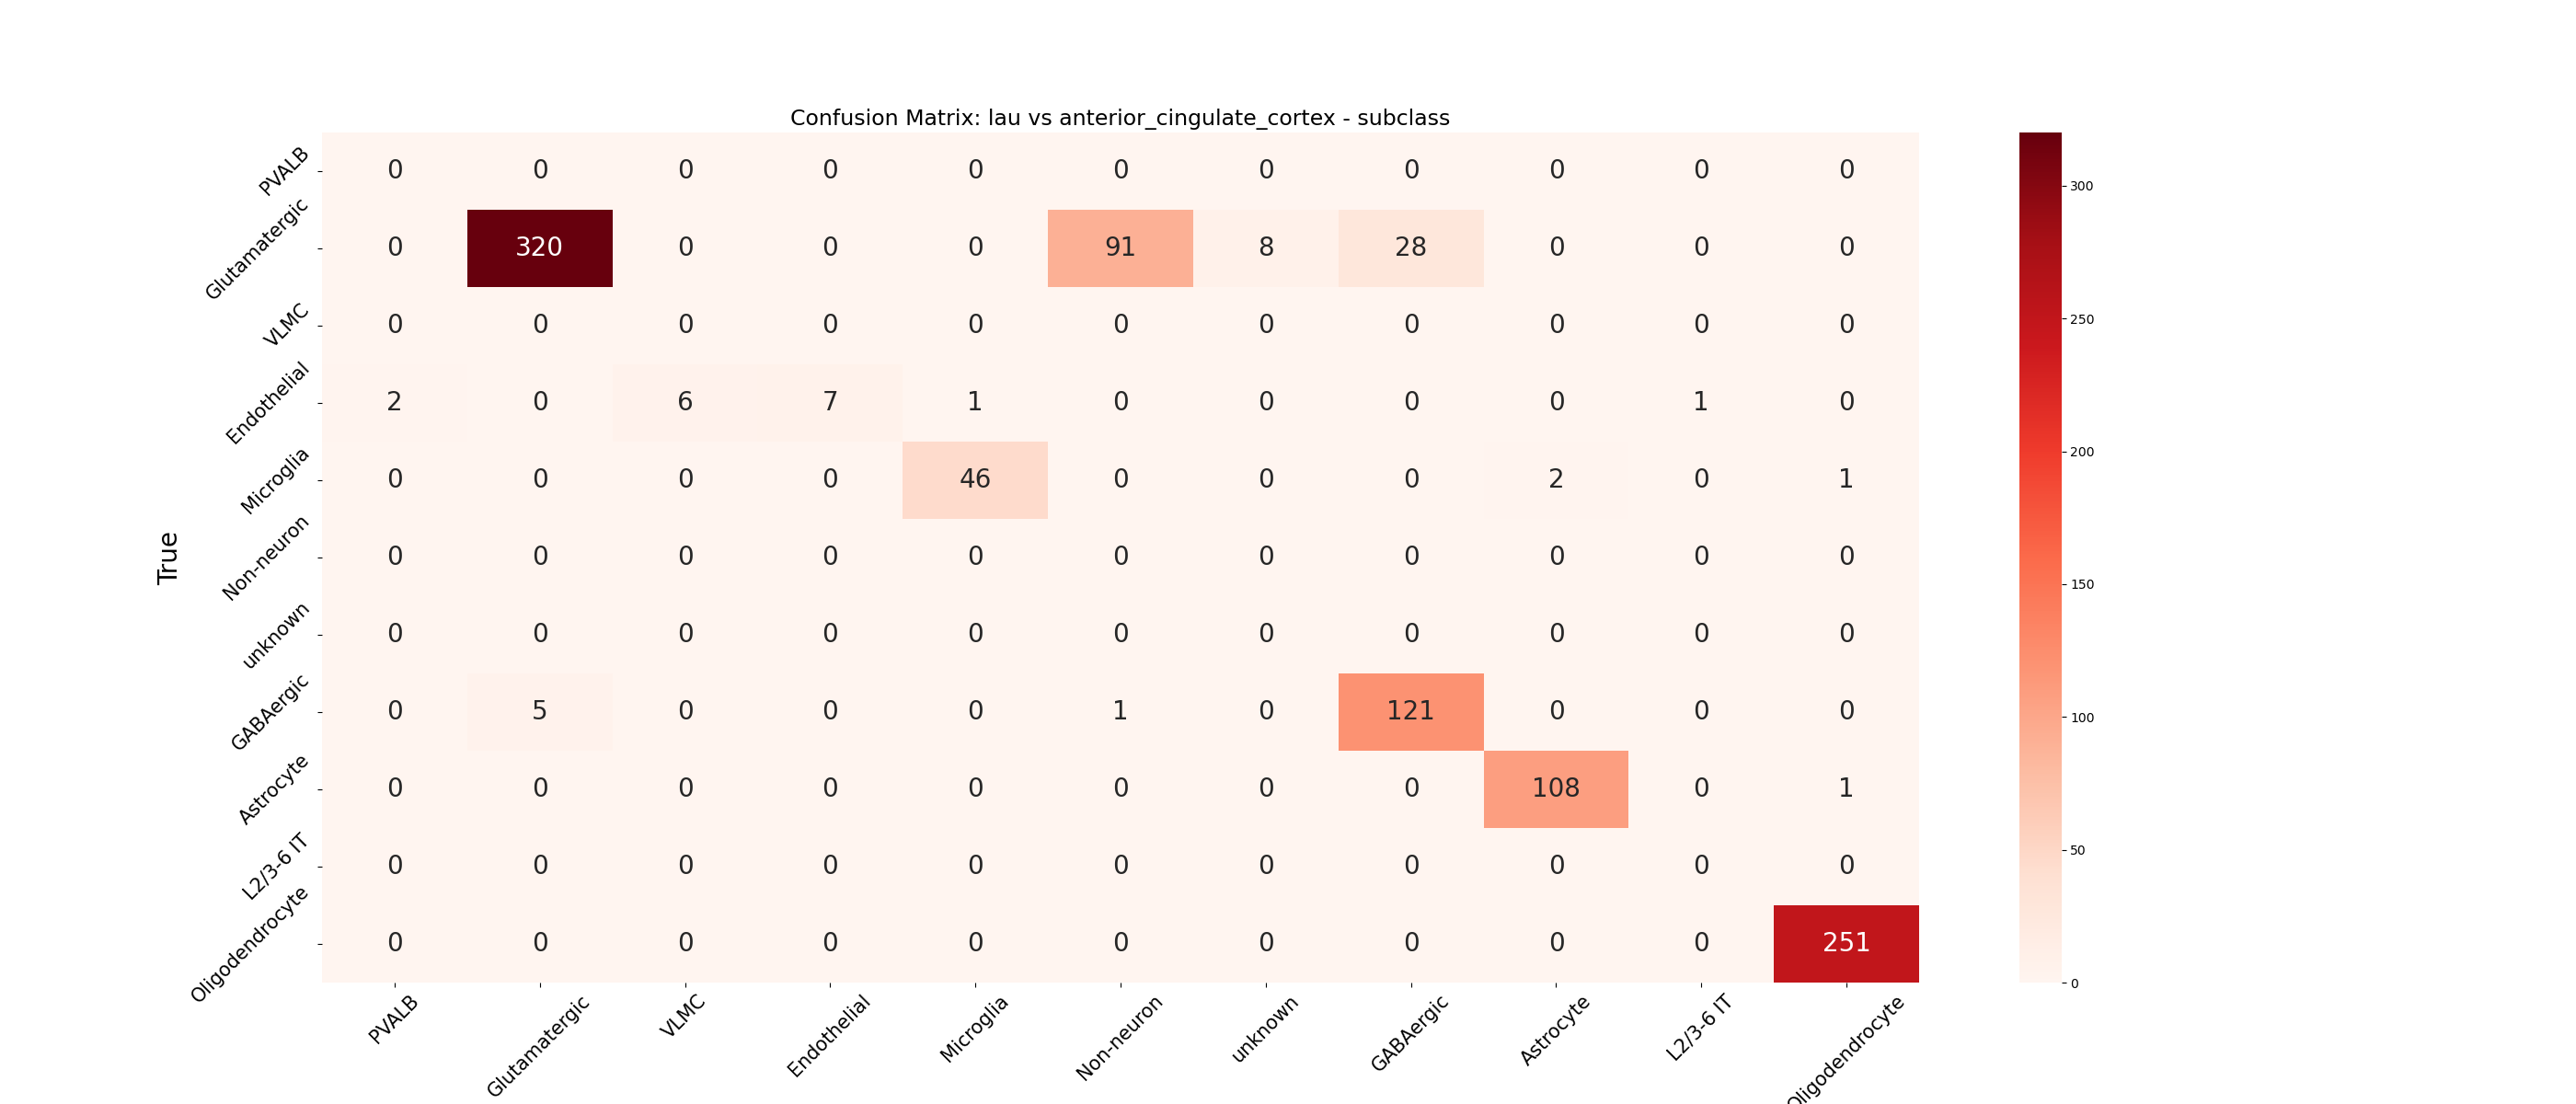 Confusion Matrix: lau vs anterior_cingulate_cortex - subclass
True
PVALB 0 0 0 0 0 0 0 0 0 0 0
Glutamatergic 0 320 0 0 0 91 8 28 0 0 0
VLMC 0 0 0 0 0 0 0 0 0 0 0
Endothelial 2 0 6 7 1 0 0 0 0 1 0
Microglia 0 0 0 0 46 0 0 0 2 0 1
Non-neuron 0 0 0 0 0 0 0 0 0 0 0
unknown 0 0 0 0 0 0 0 0 0 0 0
GABAergic 0 5 0 0 0 1 0 121 0 0 0
Astrocyte 0 0 0 0 0 0 0 0 108 0 1
L2/3-6 IT 0 0 0 0 0 0 0 0 0 0 0
Oligodendrocyte 0 0 0 0 0 0 0 0 0 0 251
PVALB Glutamatergic VLMC Endothelial Microglia Non-neuron unknown GABAergic Astrocyte L2/3-6 IT Oligodendrocyte
300
250
200
150
100
50
0